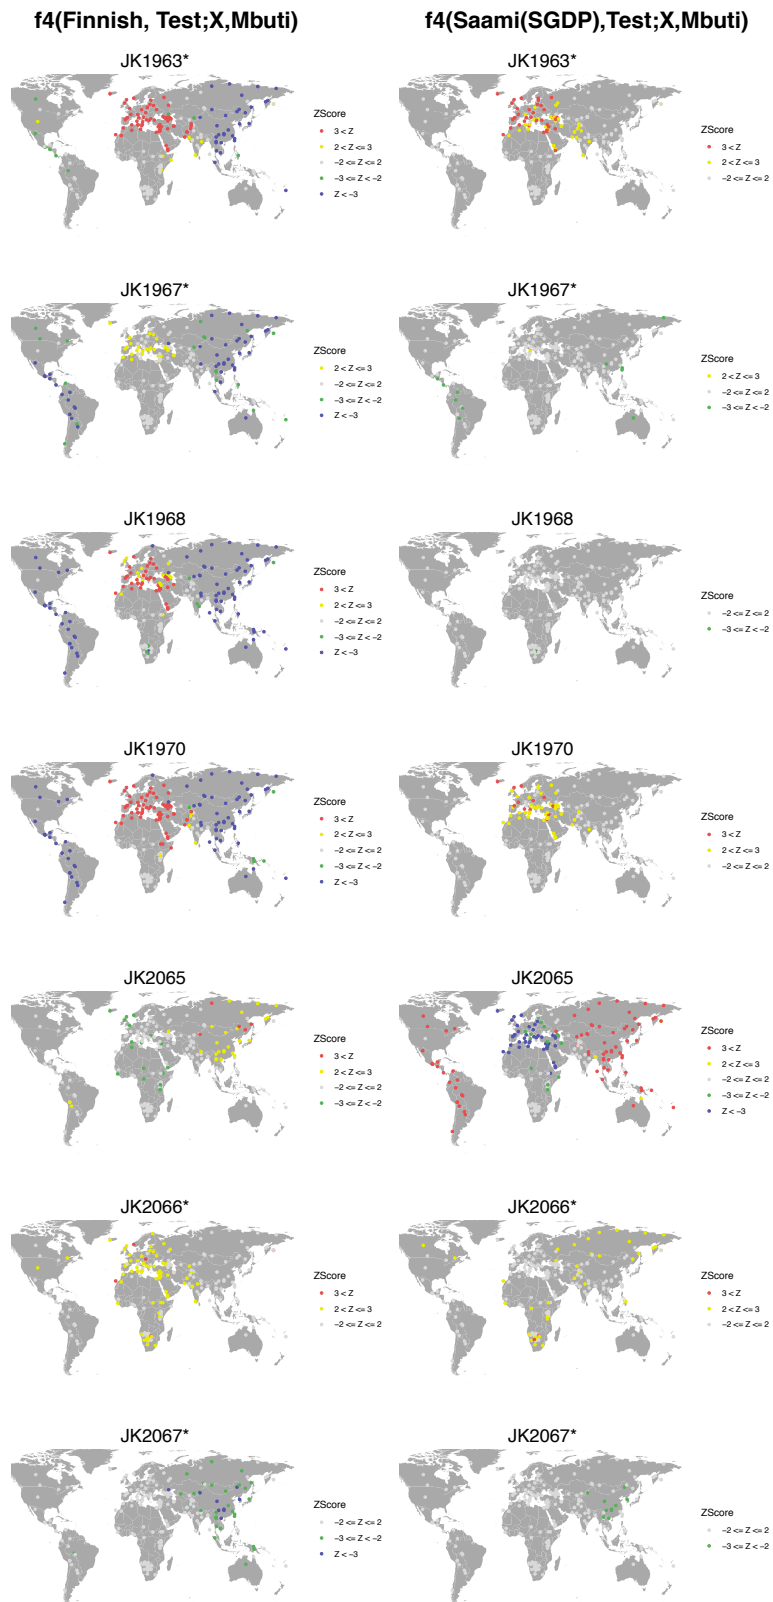 f4(Finnish, Test;X,Mbuti)
f4(Saami(SGDP),Test;X,Mbuti)
JK1963*
ZScore
3 < Z
2 < Z <= 3
−2 <= Z <= 2
−3 <= Z < −2
Z < −3
JK1963*
ZScore
3 < Z
2 < Z <= 3
−2 <= Z <= 2
JK1967*
ZScore
2 < Z <= 3
−2 <= Z <= 2
−3 <= Z < −2
Z < −3
JK1967*
ZScore
2 < Z <= 3
−2 <= Z <= 2
−3 <= Z < −2
JK1968
ZScore
3 < Z
2 < Z <= 3
−2 <= Z <= 2
−3 <= Z < −2
Z < −3
JK1968
ZScore
−2 <= Z <= 2
−3 <= Z < −2
JK1970
ZScore
3 < Z
2 < Z <= 3
−2 <= Z <= 2
−3 <= Z < −2
Z < −3
JK1970
ZScore
3 < Z
2 < Z <= 3
−2 <= Z <= 2
JK2065
ZScore
3 < Z
2 < Z <= 3
−2 <= Z <= 2
−3 <= Z < −2
JK2065
ZScore
3 < Z
2 < Z <= 3
−2 <= Z <= 2
−3 <= Z < −2
Z < −3
JK2066*
ZScore
3 < Z
2 < Z <= 3
−2 <= Z <= 2
JK2066*
ZScore
3 < Z
2 < Z <= 3
−2 <= Z <= 2
JK2067*
ZScore
−2 <= Z <= 2
−3 <= Z < −2
Z < −3
JK2067*
ZScore
−2 <= Z <= 2
−3 <= Z < −2